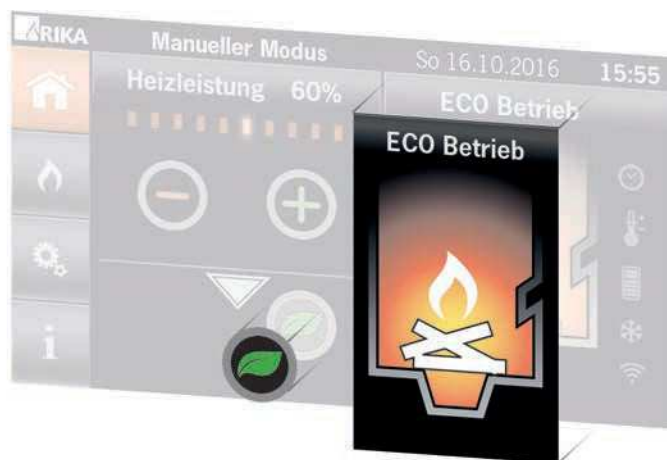 RIKA
Manueller Modus
So 16.10.2016 15:55
Heizleistung 60%
ECO Betrieb
ECO Betrieb
i